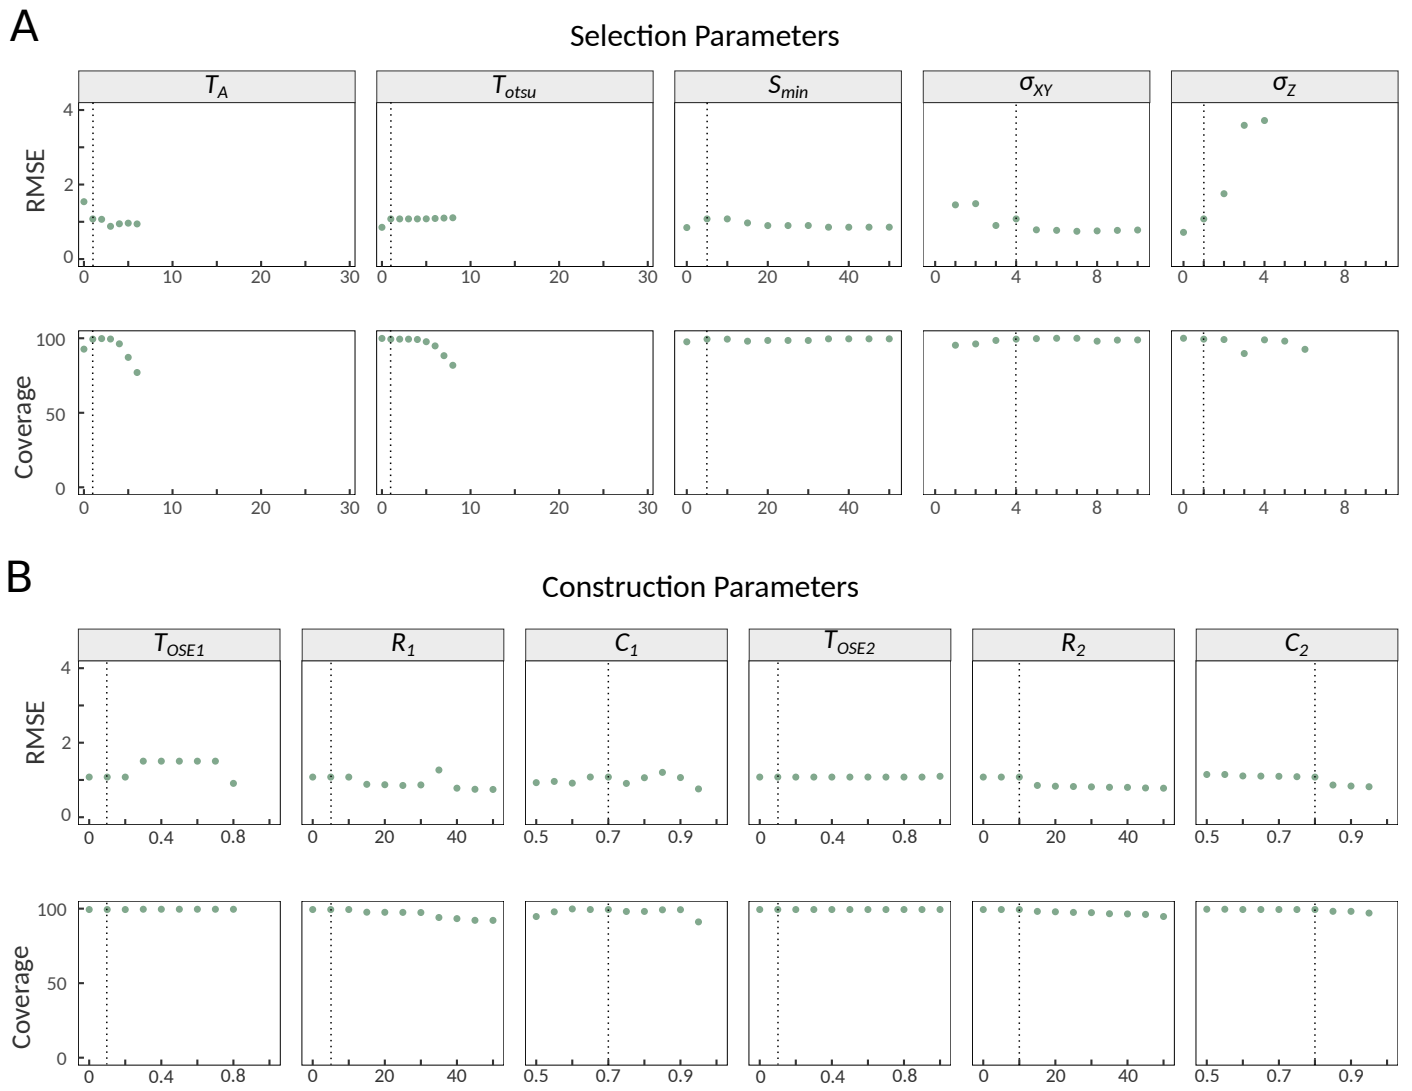 A
Selection Parameters
T_A T_otsu S_min σ_XY σ_Z
RMSE
4
2
0
0 10 20 30 0 10 20 30 0 20 40 0 4 8 0 4 8
Coverage
100
50
0
0 10 20 30 0 10 20 30 0 20 40 0 4 8 0 4 8
B
Construction Parameters
T_OSE1 R_1 C_1 T_OSE2 R_2 C_2
RMSE
4
2
0
0 0.4 0.8 0 20 40 0.5 0.7 0.9 0 0.4 0.8 0 20 40 0.5 0.7 0.9
Coverage
100
50
0
0 0.4 0.8 0 20 40 0.5 0.7 0.9 0 0.4 0.8 0 20 40 0.5 0.7 0.9